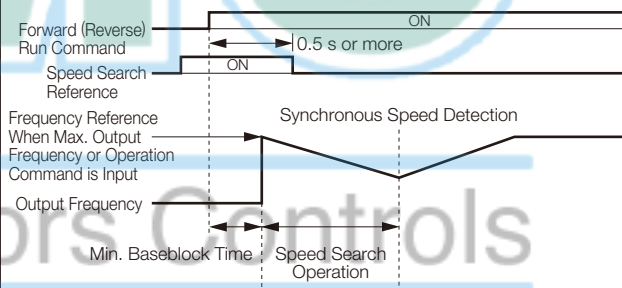 ON
Forward (Reverse)
Run Command
0.5 s or more
ON
Speed Search
Reference
Frequency Reference
When Max. Output
Frequency or Operation
Command is Input
Synchronous Speed Detection
Output Frequency
ors Controls
Min. Baseblock Time
Speed Search
Operation